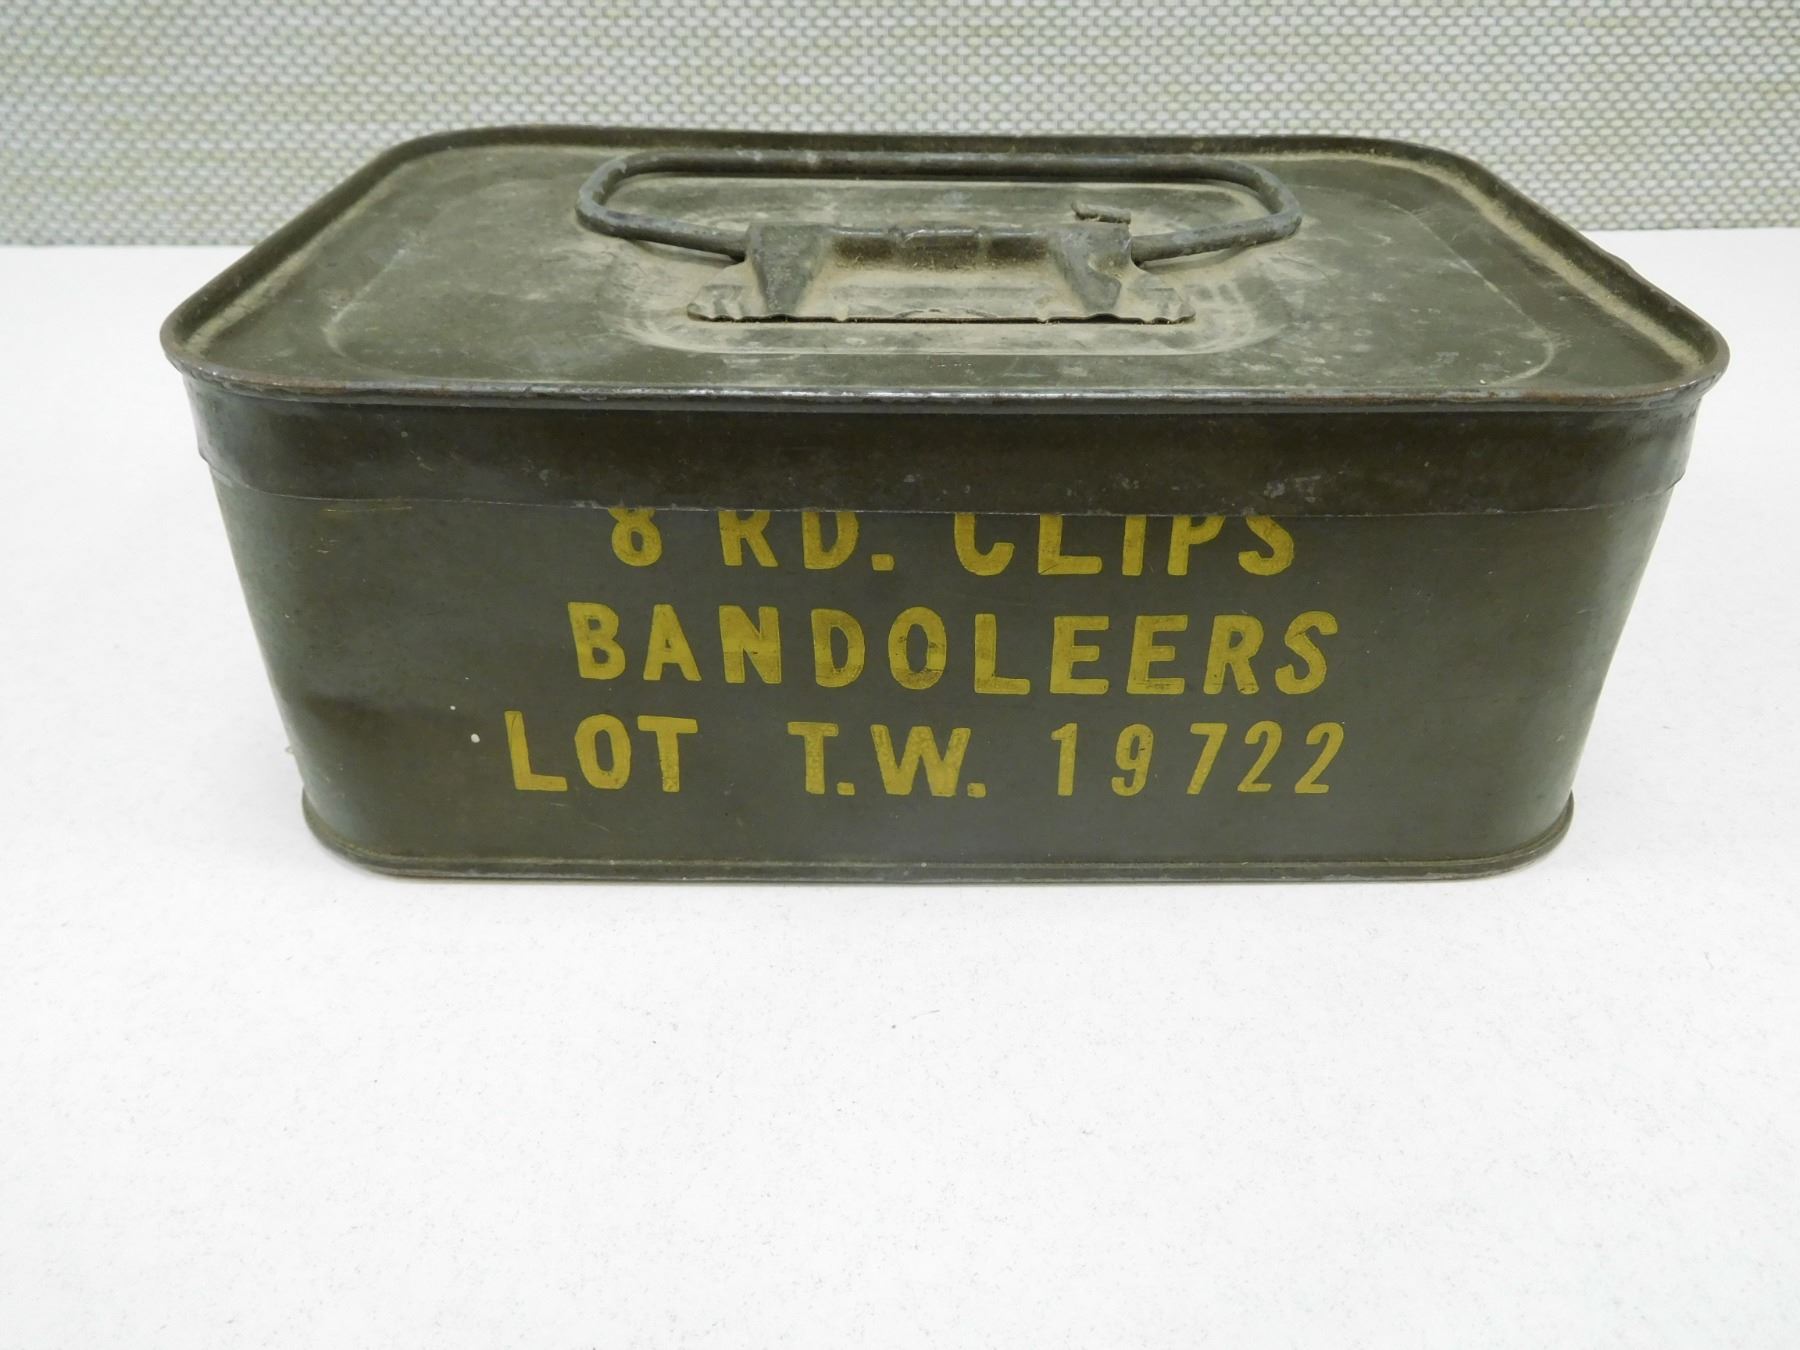 8 RD. CLIPS
BANDOLEERS
LOT T.W. 19722